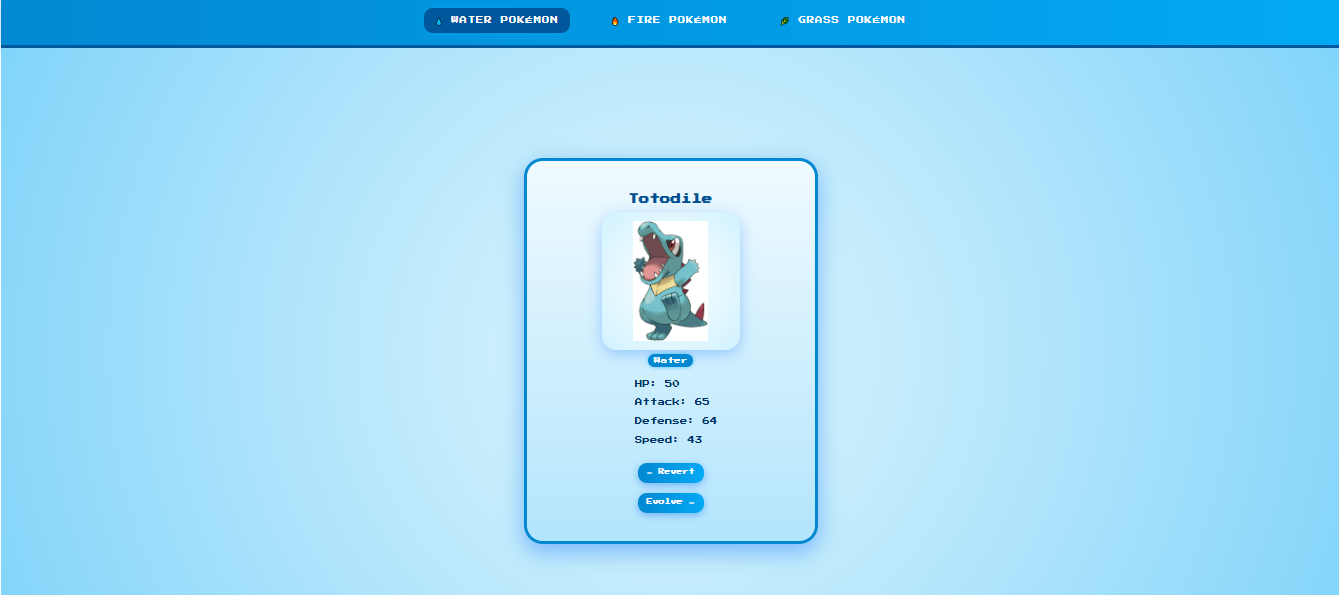 💧 WATER POKéMON 🔥 FIRE POKéMON 🌿 GRASS POKéMON
Totodile
Water
HP: 50
Attack: 65
Defense: 64
Speed: 43
← Revert
Evolve →